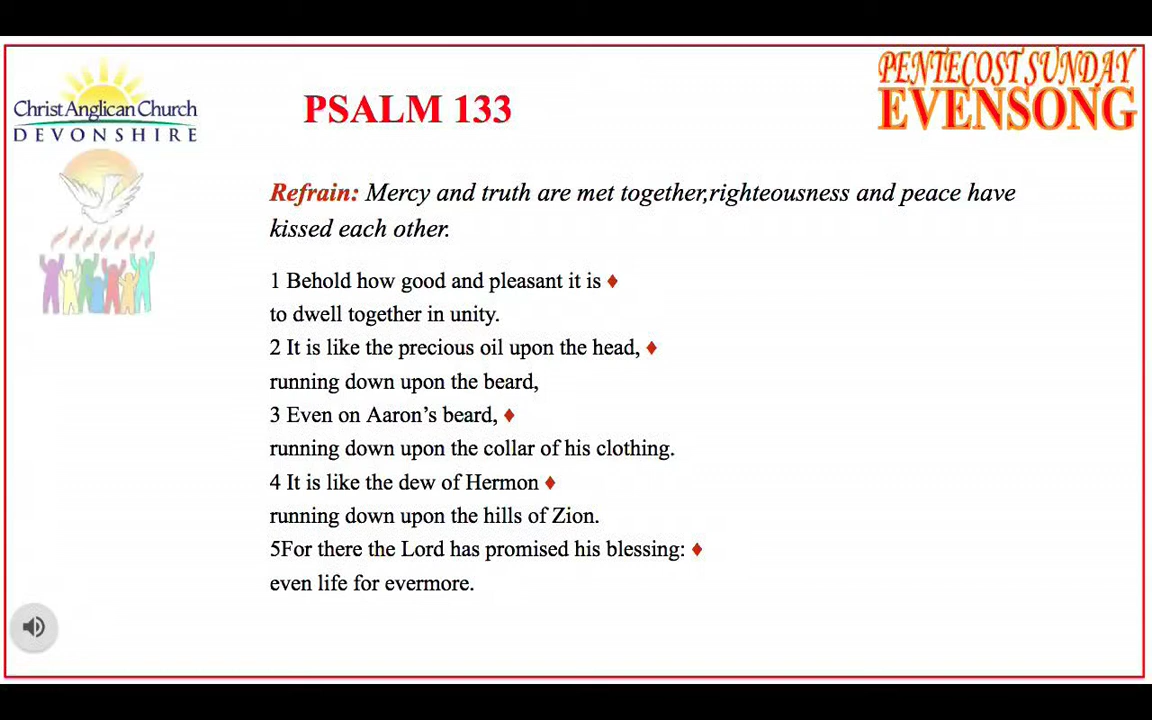 Christ Anglican Church
DEVONSHIRE
PSALM 133
PENTECOST SUNDAY
EVENSONG
Refrain: Mercy and truth are met together,righteousness and peace have
kissed each other.
1 Behold how good and pleasant it is ♦
to dwell together in unity.
2 It is like the precious oil upon the head, ♦
running down upon the beard,
3 Even on Aaron’s beard, ♦
running down upon the collar of his clothing.
4 It is like the dew of Hermon ♦
running down upon the hills of Zion.
5For there the Lord has promised his blessing: ♦
even life for evermore.